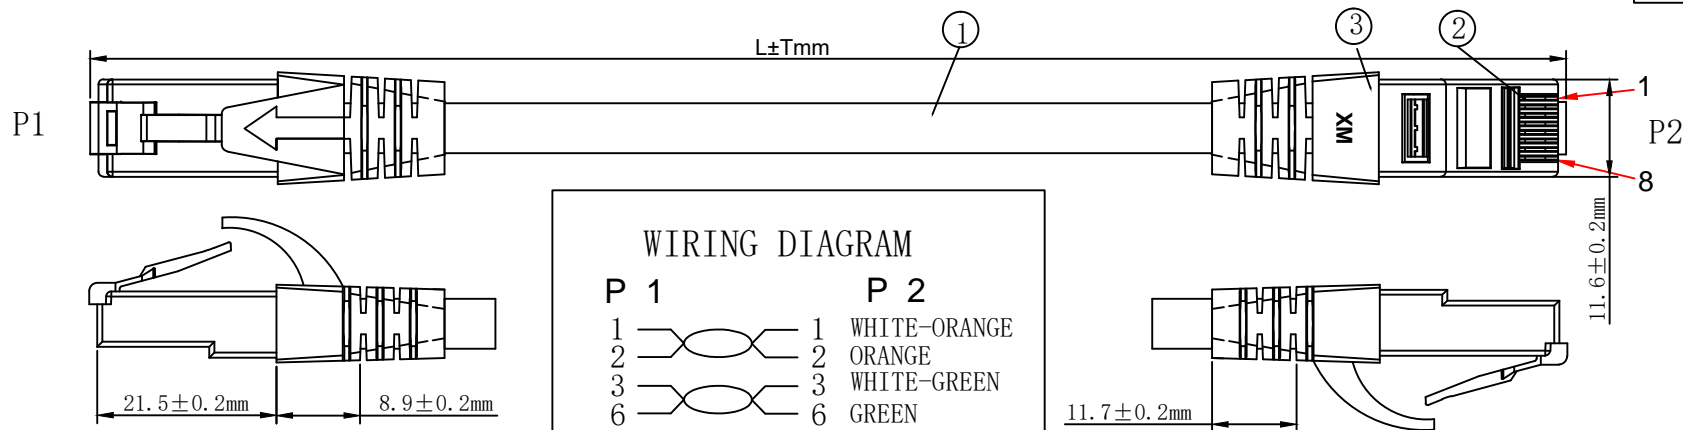 L±Tmm
1
3
2
P1
XM
1
P2
8
11.6±0.2mm
WIRING DIAGRAM
P 1 P 2
1 1 WHITE-ORANGE
2 2 ORANGE
3 3 WHITE-GREEN
6 6 GREEN
21.5±0.2mm
8.9±0.2mm
11.7±0.2mm